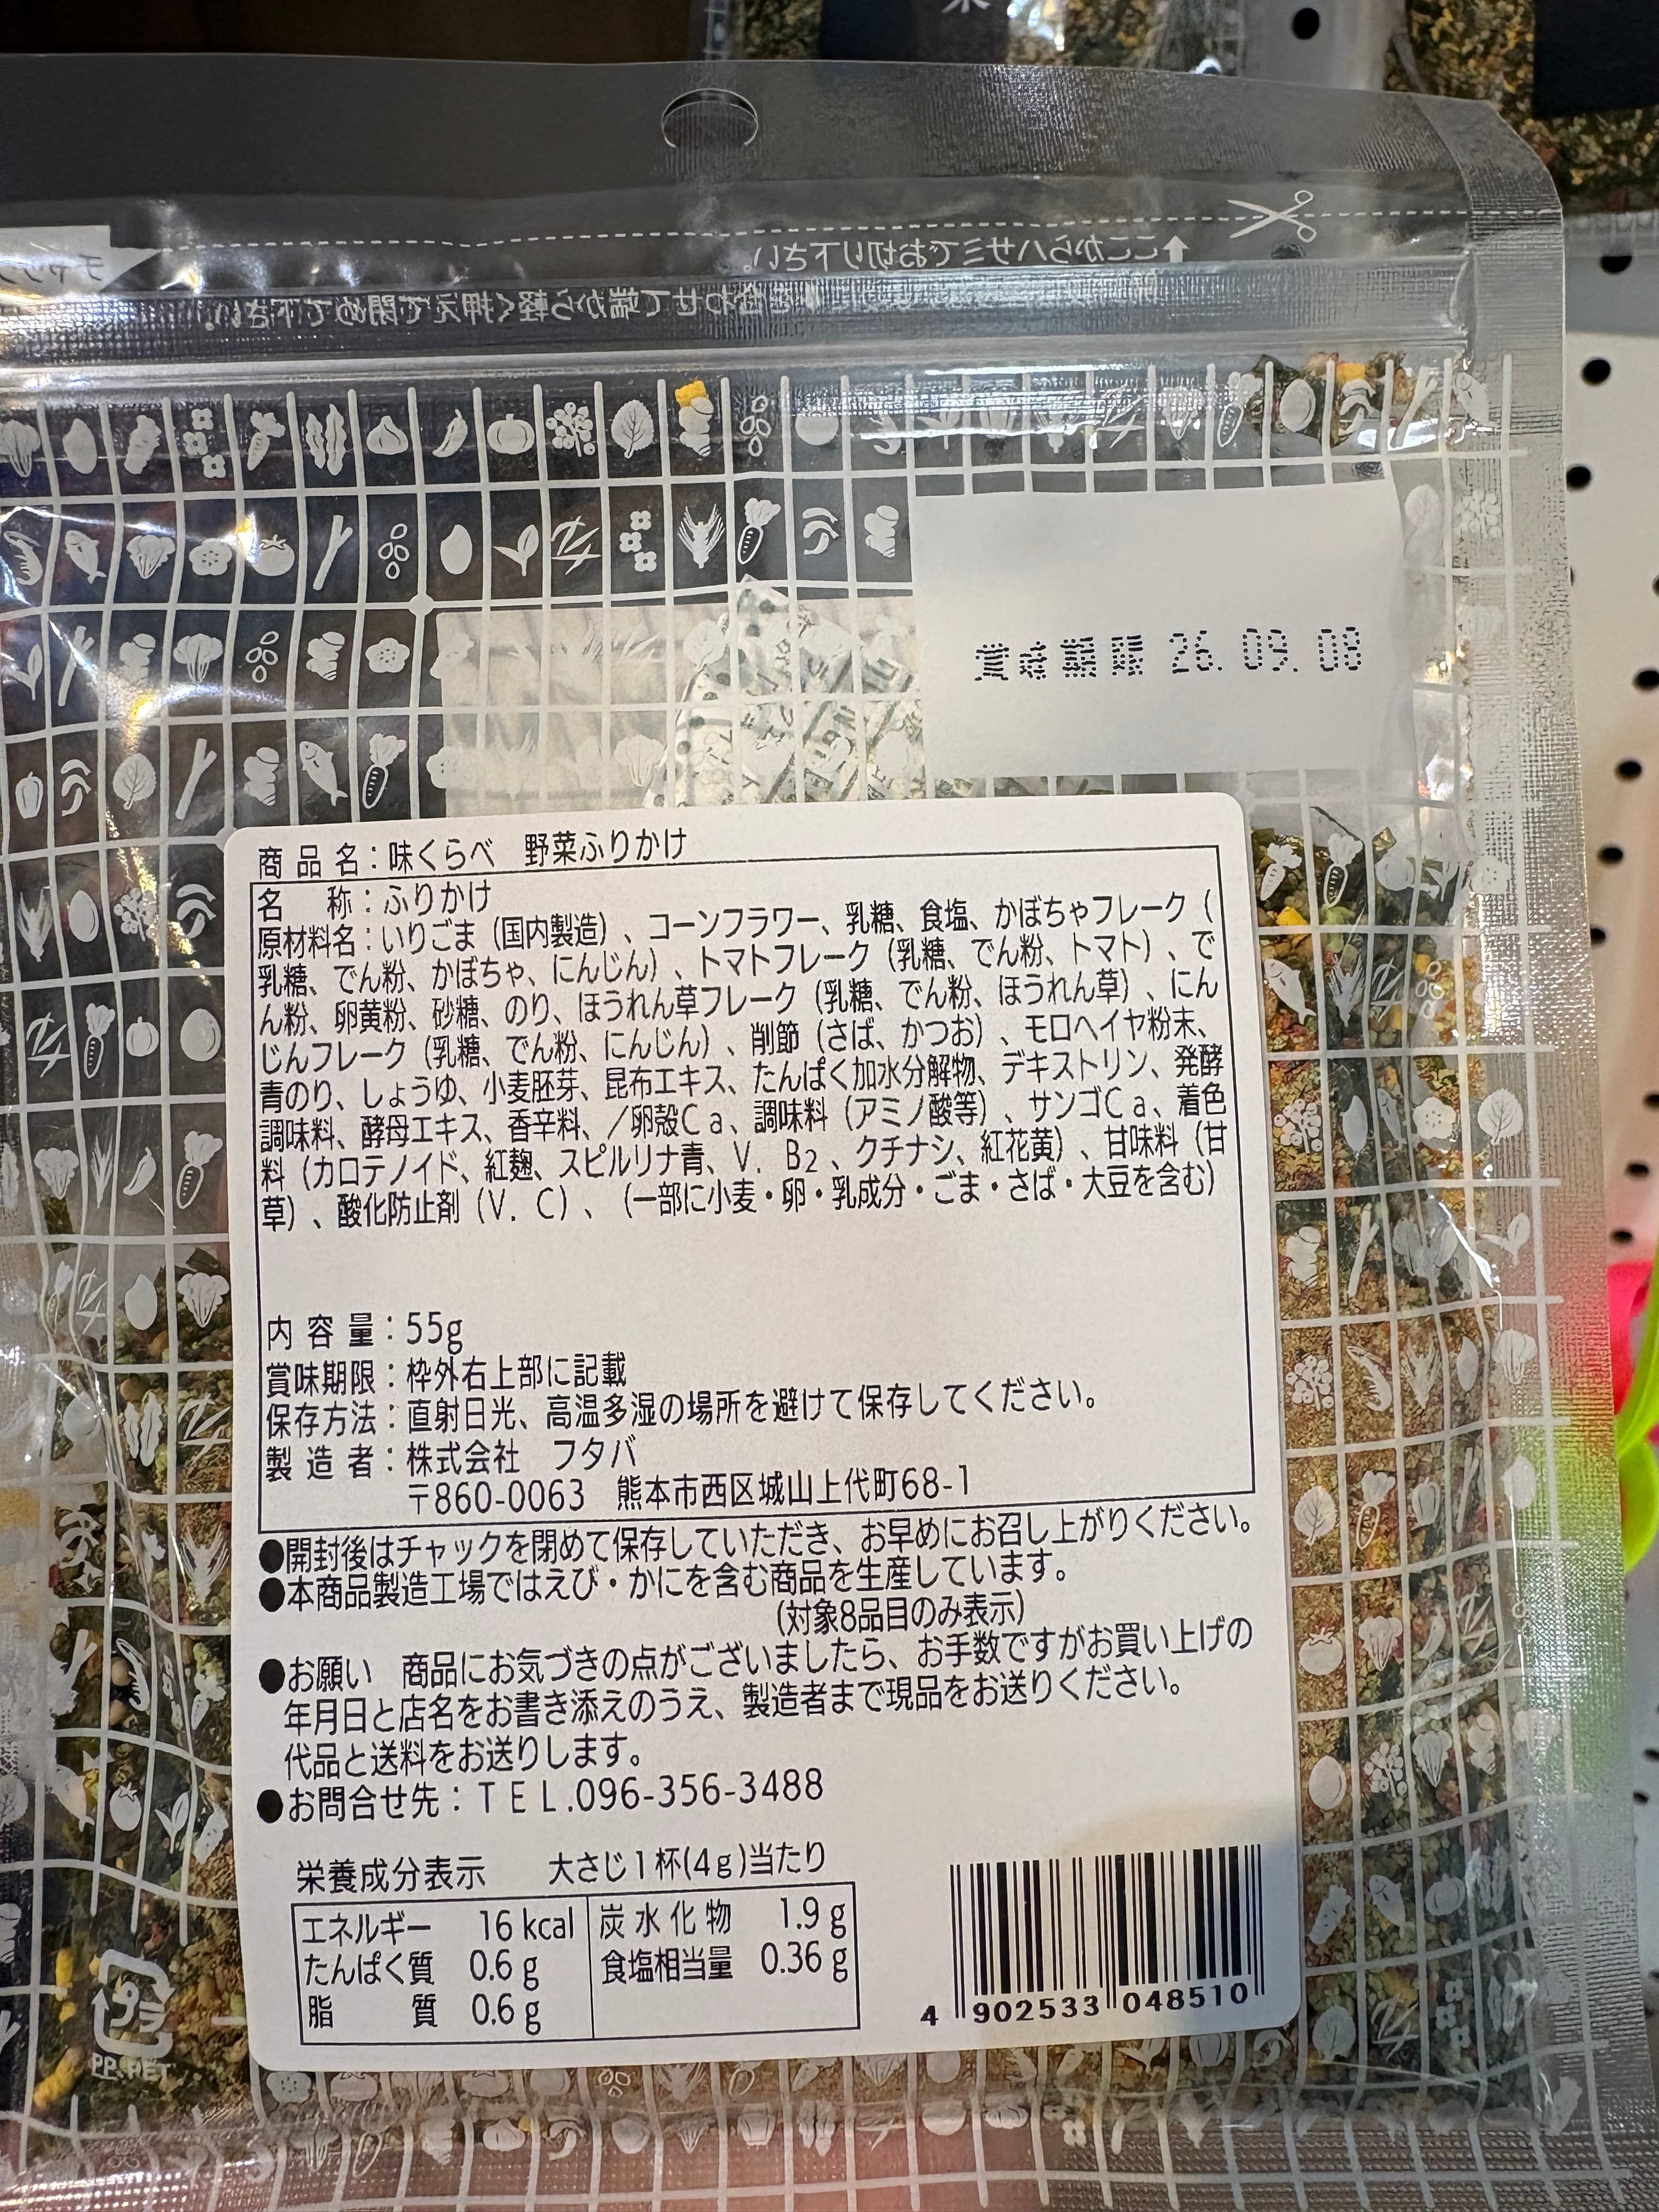 ここからハサミでお切り下さい。
合わせて端から軽く押えて閉めて下さい。
賞味期限 26.09.08
商品名：味くらべ　野菜ふりかけ
名　称：ふりかけ
原材料名：いりごま（国内製造）、コーンフラワー、乳糖、食塩、かぼちゃフレーク（
乳糖、でん粉、かぼちゃ、にんじん）、トマトフレーク（乳糖、でん粉、トマト）、で
ん粉、卵黄粉、砂糖、のり、ほうれん草フレーク（乳糖、でん粉、ほうれん草）、にん
じんフレーク（乳糖、でん粉、にんじん）、削節（さば、かつお）、モロヘイヤ粉末、
青のり、しょうゆ、小麦胚芽、昆布エキス、たんぱく加水分解物、デキストリン、発酵
調味料、酵母エキス、香辛料、／卵殻Ｃａ、調味料（アミノ酸等）、サンゴＣａ、着色
料（カロテノイド、紅麹、スピルリナ青、Ｖ．Ｂ₂、クチナシ、紅花黄）、甘味料（甘
草）、酸化防止剤（Ｖ．Ｃ）、（一部に小麦・卵・乳成分・ごま・さば・大豆を含む）
内容量：55g
賞味期限：枠外右上部に記載
保存方法：直射日光、高温多湿の場所を避けて保存してください。
製造者：株式会社　フタバ
〒860-0063　熊本市西区城山上代町68-1
●開封後はチャックを閉めて保存していただき、お早めにお召し上がりください。
●本商品製造工場ではえび・かにを含む商品を生産しています。
(対象8品目のみ表示)
●お願い　商品にお気づきの点がございましたら、お手数ですがお買い上げの
年月日と店名をお書き添えのうえ、製造者まで現品をお送りください。
代品と送料をお送りします。
●お問合せ先：ＴＥＬ.096-356-3488
栄養成分表示　大さじ1杯(4g)当たり
エネルギー 16 kcal 炭水化物 1.9 g
たんぱく質 0.6 g 食塩相当量 0.36 g
脂質 0.6 g
4 902533 048510
プラ
PP,PET